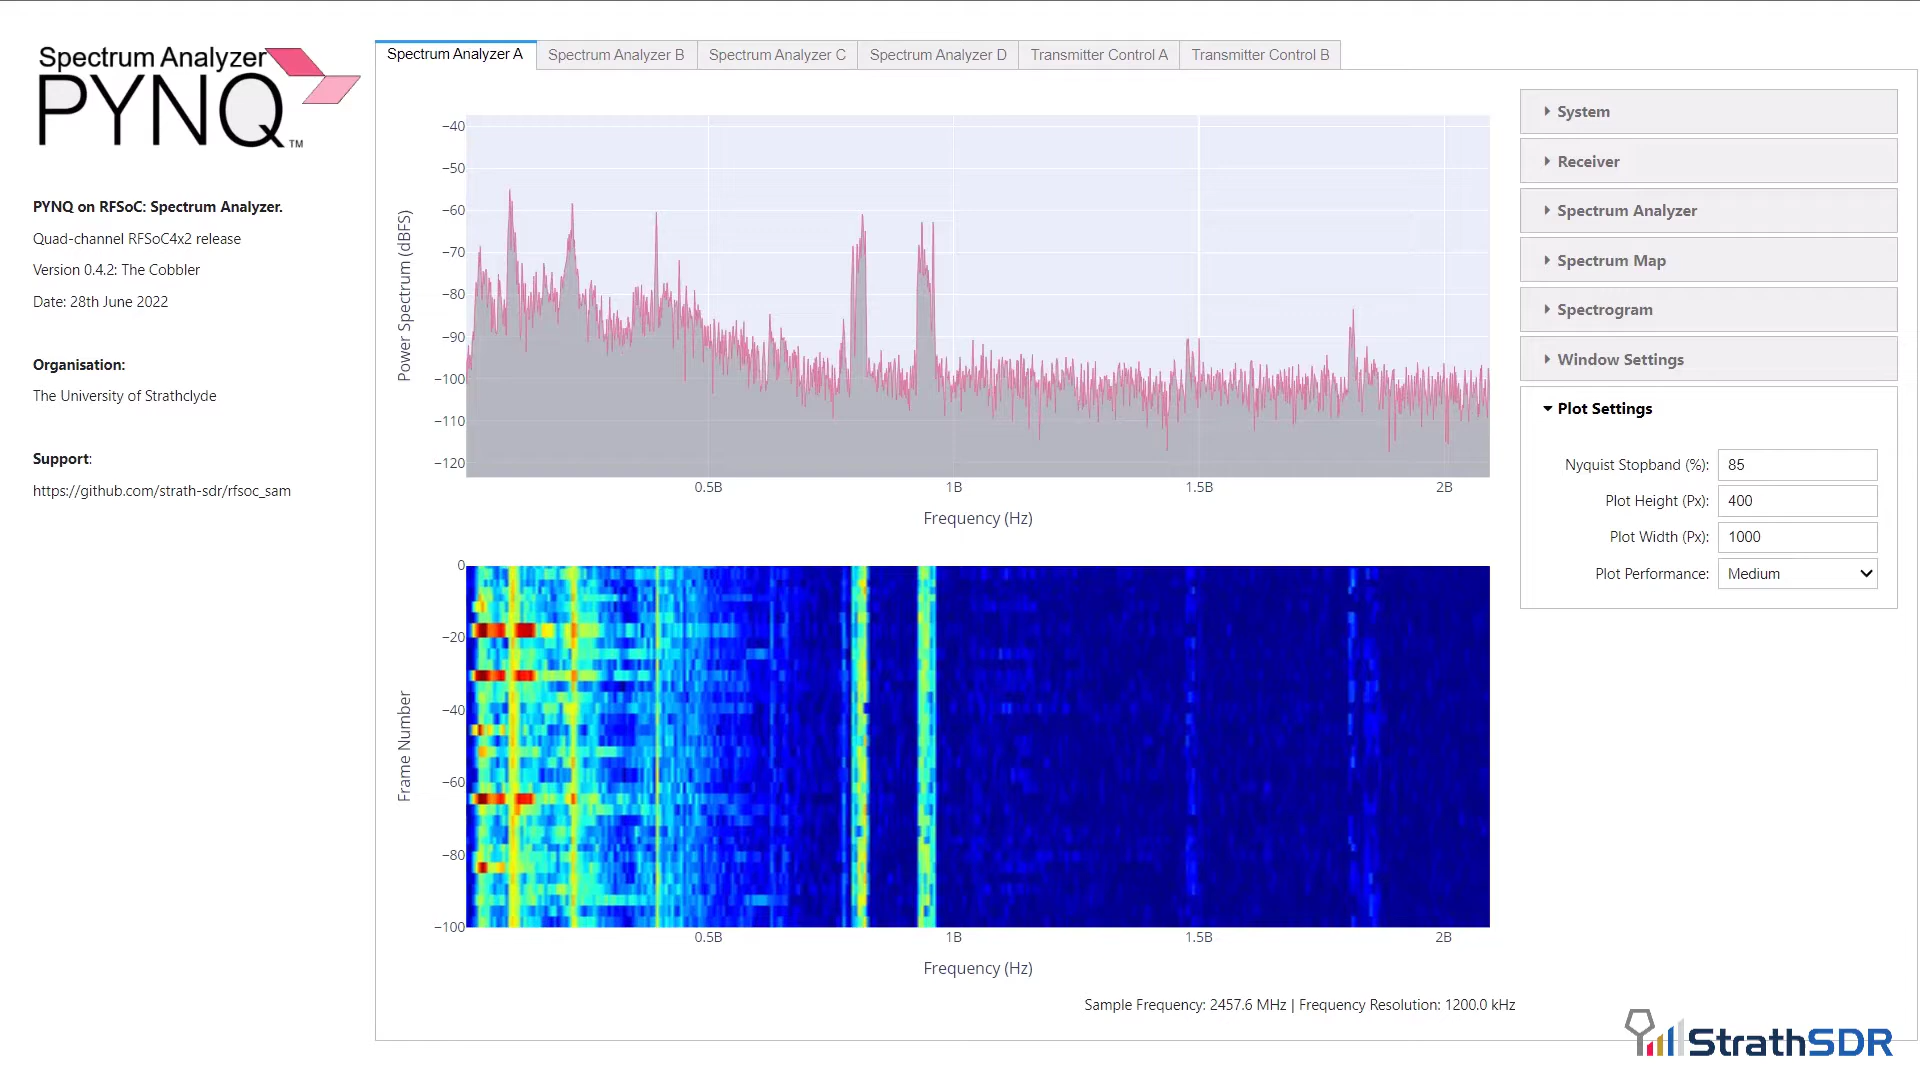 Spectrum Analyzer
PYNQ™
PYNQ on RFSoC: Spectrum Analyzer.
Quad-channel RFSoC4x2 release
Version 0.4.2: The Cobbler
Date: 28th June 2022
Organisation:
The University of Strathclyde
Support:
https://github.com/strath-sdr/rfsoc_sam
Spectrum Analyzer A
Spectrum Analyzer B
Spectrum Analyzer C
Spectrum Analyzer D
Transmitter Control A
Transmitter Control B
Power Spectrum (dBFS)
−40
−50
−60
−70
−80
−90
−100
−110
−120
0.5B
1B
1.5B
2B
Frequency (Hz)
Frame Number
0
−20
−40
−60
−80
−100
0.5B
1B
1.5B
2B
Frequency (Hz)
Sample Frequency: 2457.6 MHz | Frequency Resolution: 1200.0 kHz
System
Receiver
Spectrum Analyzer
Spectrum Map
Spectrogram
Window Settings
Plot Settings
Nyquist Stopband (%): 85
Plot Height (Px): 400
Plot Width (Px): 1000
Plot Performance: Medium
StrathSDR